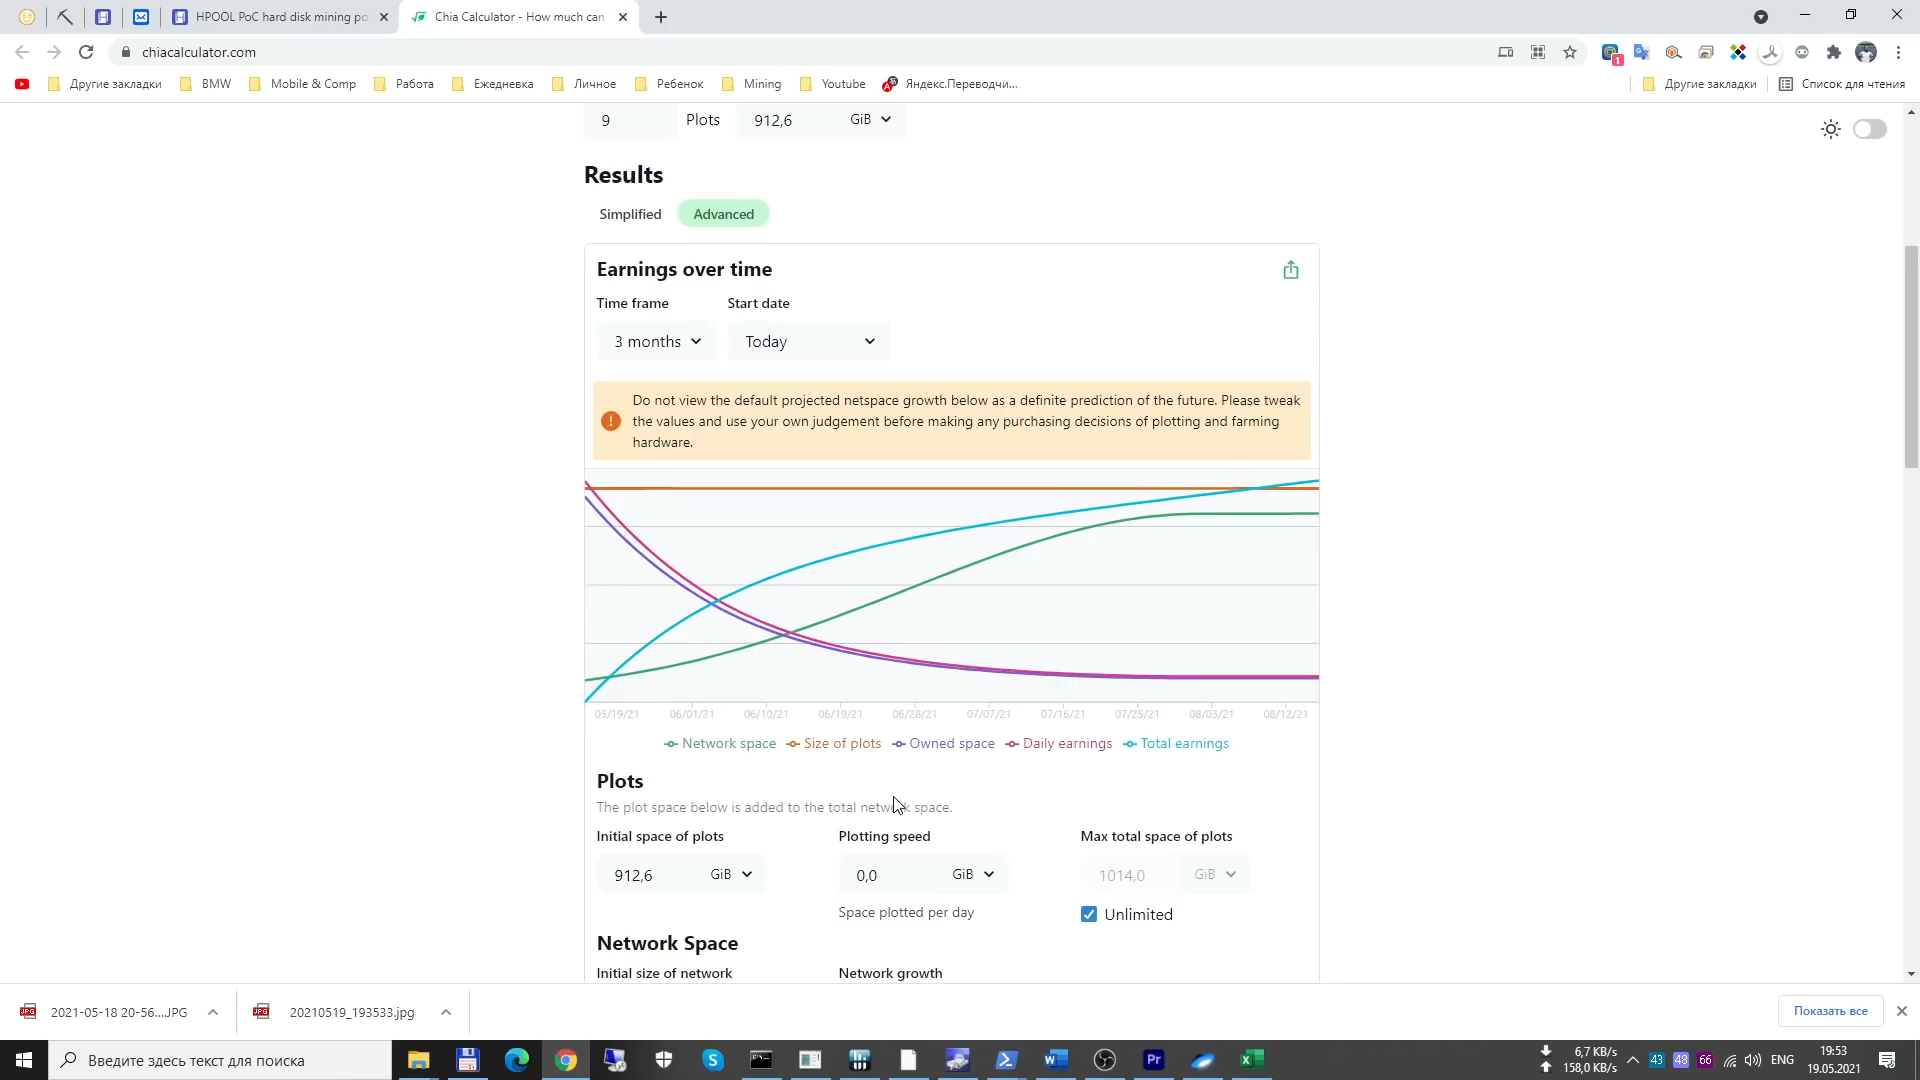 HPOOL PoC hard disk mining po
Chia Calculator - How much can
chiacalculator.com
1
Другие закладки
BMW
Mobile & Comp
Работа
Ежедневка
Личное
Ребенок
Mining
Youtube
Яндекс.Переводчи...
Другие закладки
Список для чтения
9
Plots
912,6
GiB
Results
Simplified
Advanced
Earnings over time
Time frame
Start date
3 months
Today
Do not view the default projected netspace growth below as a definite prediction of the future. Please tweak
the values and use your own judgement before making any purchasing decisions of plotting and farming
hardware.
05/19/21
06/01/21
06/10/21
06/19/21
06/28/21
07/07/21
07/16/21
07/25/21
08/03/21
08/12/21
Network space
Size of plots
Owned space
Daily earnings
Total earnings
Plots
The plot space below is added to the total network space.
Initial space of plots
Plotting speed
Max total space of plots
912,6
GiB
0,0
GiB
1014,0
GiB
Space plotted per day
Unlimited
Network Space
Initial size of network
Network growth
2021-05-18 20-56....JPG
20210519_193533.jpg
Показать все
Введите здесь текст для поиска
6,7 KB/s
158,0 KB/s
43
48
66
ENG
19:53
19.05.2021